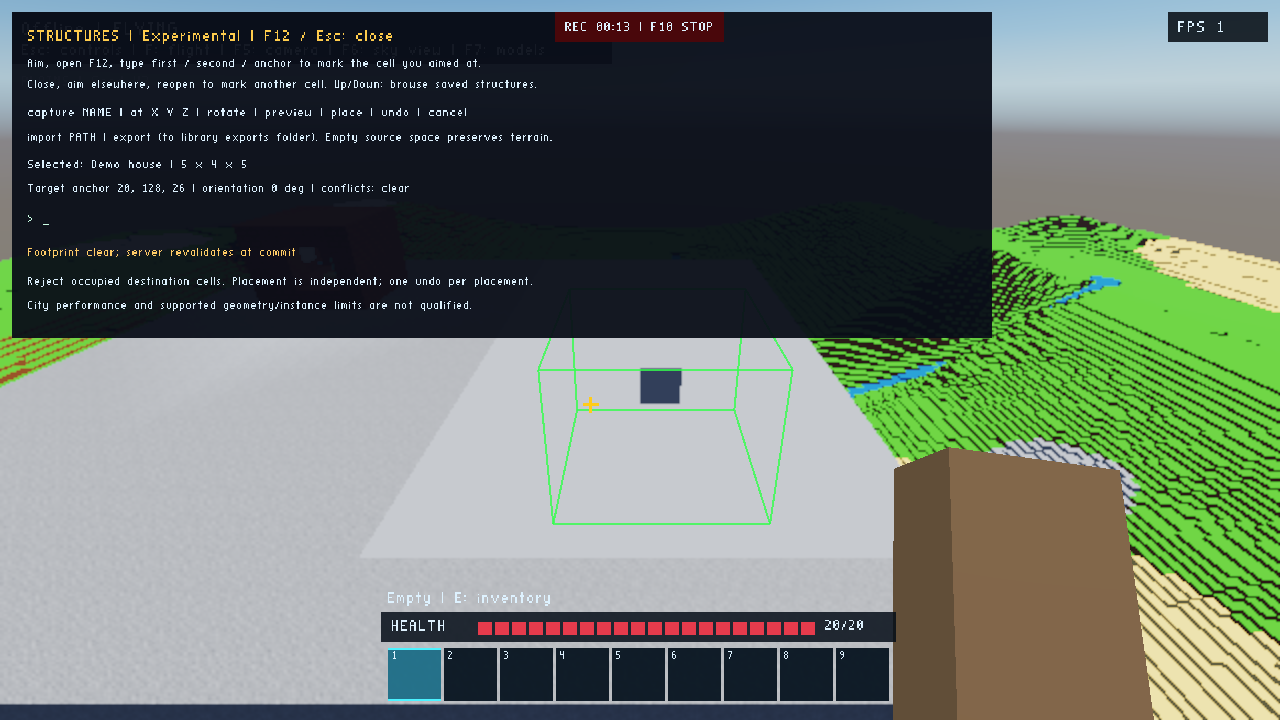 STRUCTURES | Experimental | F12 / Esc: close
REC 00:13 | F10 STOP
FPS 1
Aim, open F12, type first / second / anchor to mark the cell you aimed at.
Close, aim elsewhere, reopen to mark another cell. Up/Down: browse saved structures.
capture NAME | at X Y Z | rotate | preview | place | undo | cancel
import PATH | export (to library exports folder). Empty source space preserves terrain.
Selected: Demo house | 5 x 4 x 5
Target anchor 20, 128, 26 | orientation 0 deg | conflicts: clear
> _
Footprint clear; server revalidates at commit
Reject occupied destination cells. Placement is independent; one undo per placement.
City performance and supported geometry/instance limits are not qualified.
Empty | E: inventory
HEALTH 20/20
1 2 3 4 5 6 7 8 9